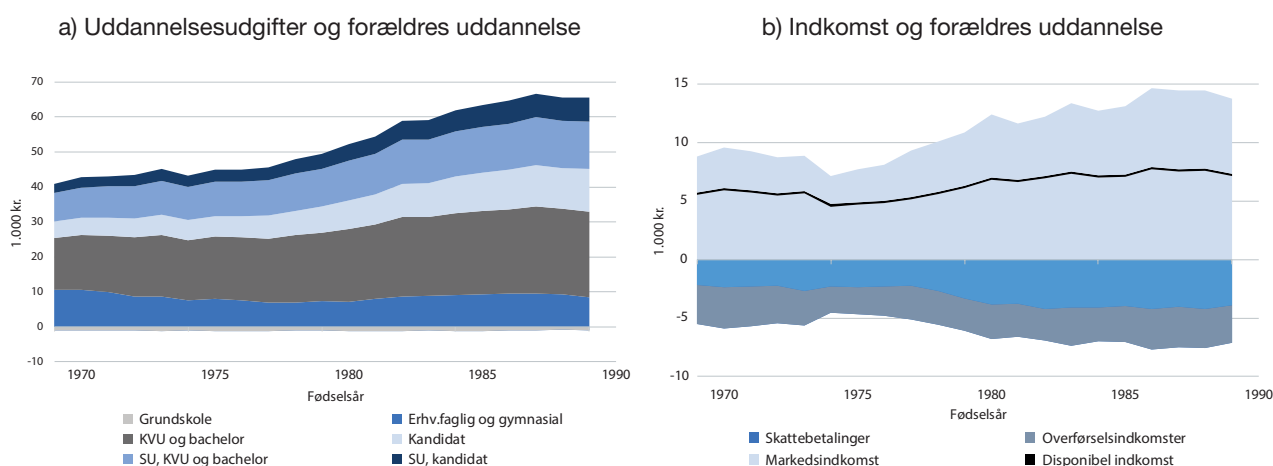 a) Uddannelsesudgifter og forældres uddannelse
1.000 kr.
70
60
50
40
30
20
10
0
-10
1970
1975
1980
1985
1990
Fødselsår
Grundskole
Erhv.faglig og gymnasial
KVU og bachelor
Kandidat
SU, KVU og bachelor
SU, kandidat
b) Indkomst og forældres uddannelse
1.000 kr.
15
10
5
0
-5
-10
1970
1975
1980
1985
1990
Fødselsår
Skattebetalinger
Overførselsindkomster
Markedsindkomst
Disponibel indkomst